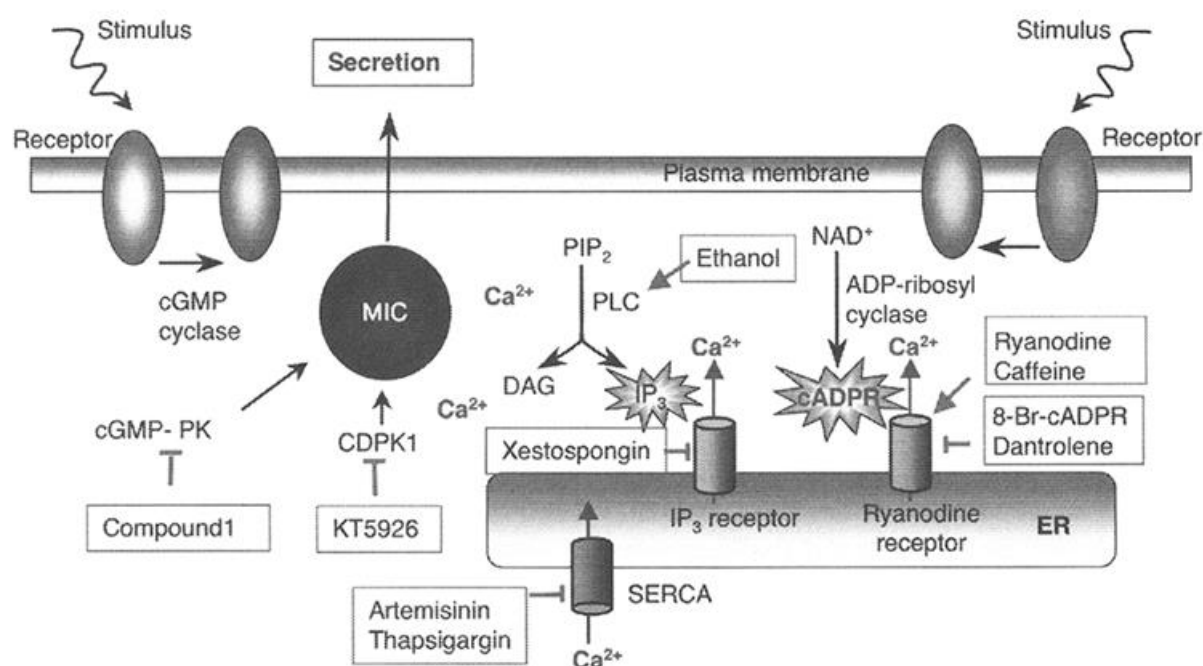 Stimulus
Stimulus
Secretion
Receptor
Receptor
Plasma membrane
cGMP
cyclase
MIC
Ca²⁺
PIP₂
PLC
Ethanol
NAD⁺
ADP-ribosyl
cyclase
DAG
IP₃
Ca²⁺
cADPR
Ca²⁺
Ryanodine
Caffeine
Ca²⁺
cGMP- PK
CDPK1
Xestospongin
8-Br-cADPR
Dantrolene
Compound1
KT5926
IP₃ receptor
Ryanodine
receptor
ER
SERCA
Artemisinin
Thapsigargin
Ca²⁺